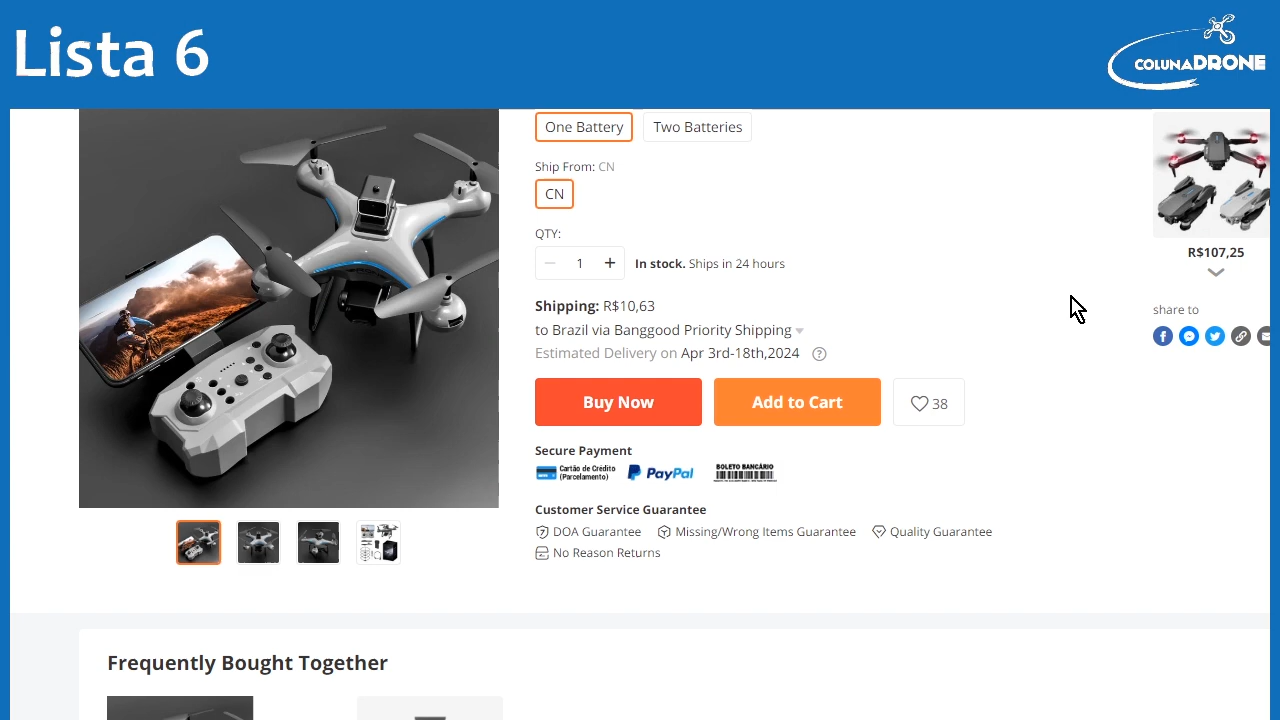 Lista 6
COLUNADRONE
One Battery
Two Batteries
Ship From: CN
CN
QTY:
1
In stock. Ships in 24 hours
Shipping: R$10,63
to Brazil via Banggood Priority Shipping
Estimated Delivery on Apr 3rd-18th,2024 ?
Buy Now
Add to Cart
38
Secure Payment
Cartão de Crédito
(Parcelamento)
PayPal
BOLETO BANCÁRIO
Customer Service Guarantee
DOA Guarantee
Missing/Wrong Items Guarantee
Quality Guarantee
No Reason Returns
R$107,25
share to
Frequently Bought Together